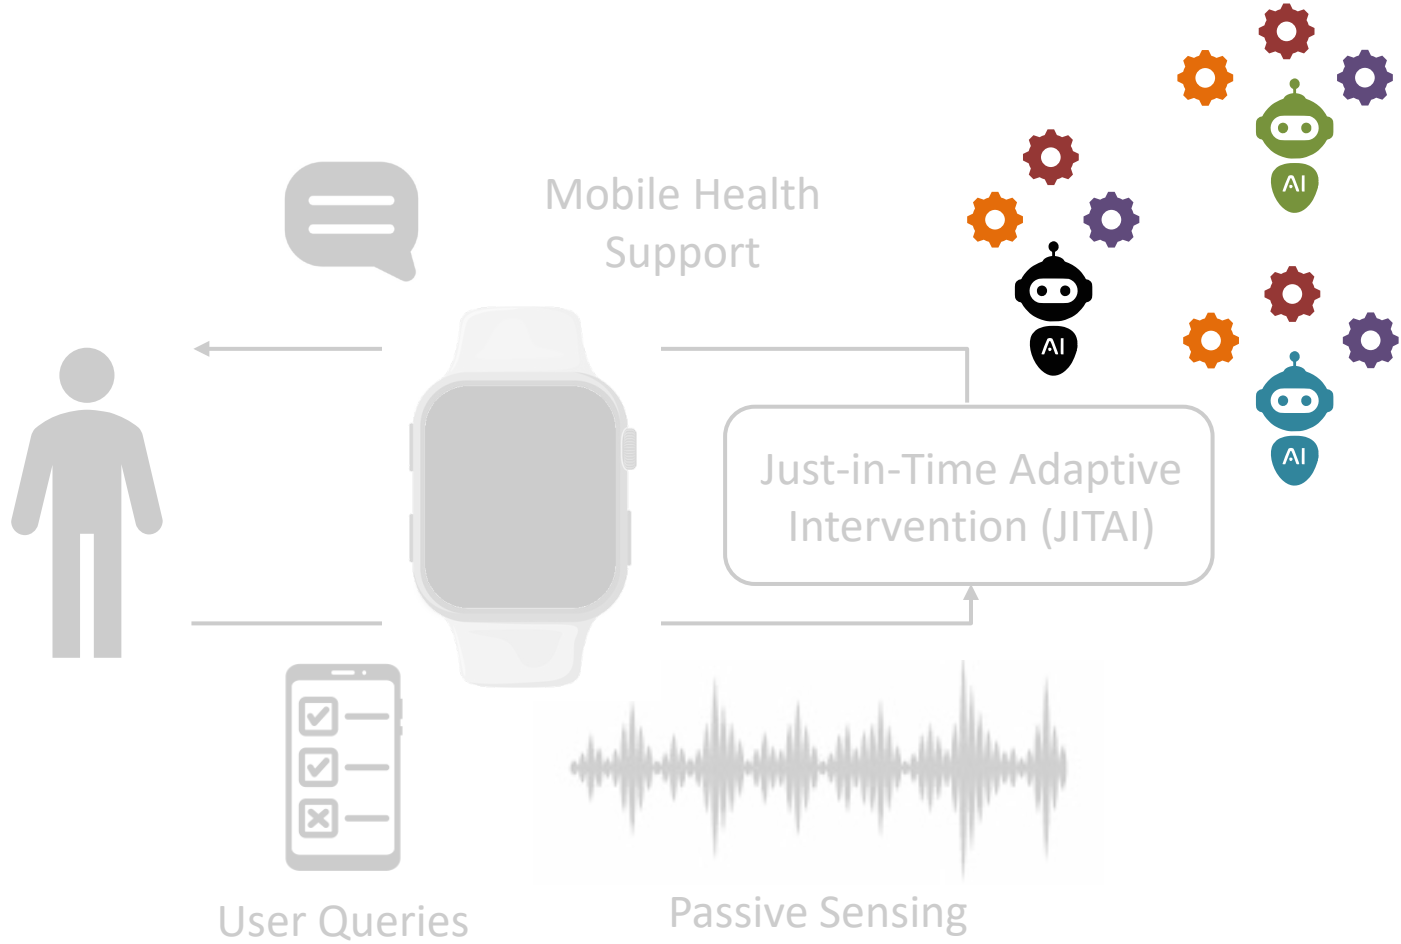 Mobile Health
Support
AI
AI
AI
Just-in-Time Adaptive
Intervention (JITAI)
User Queries
Passive Sensing